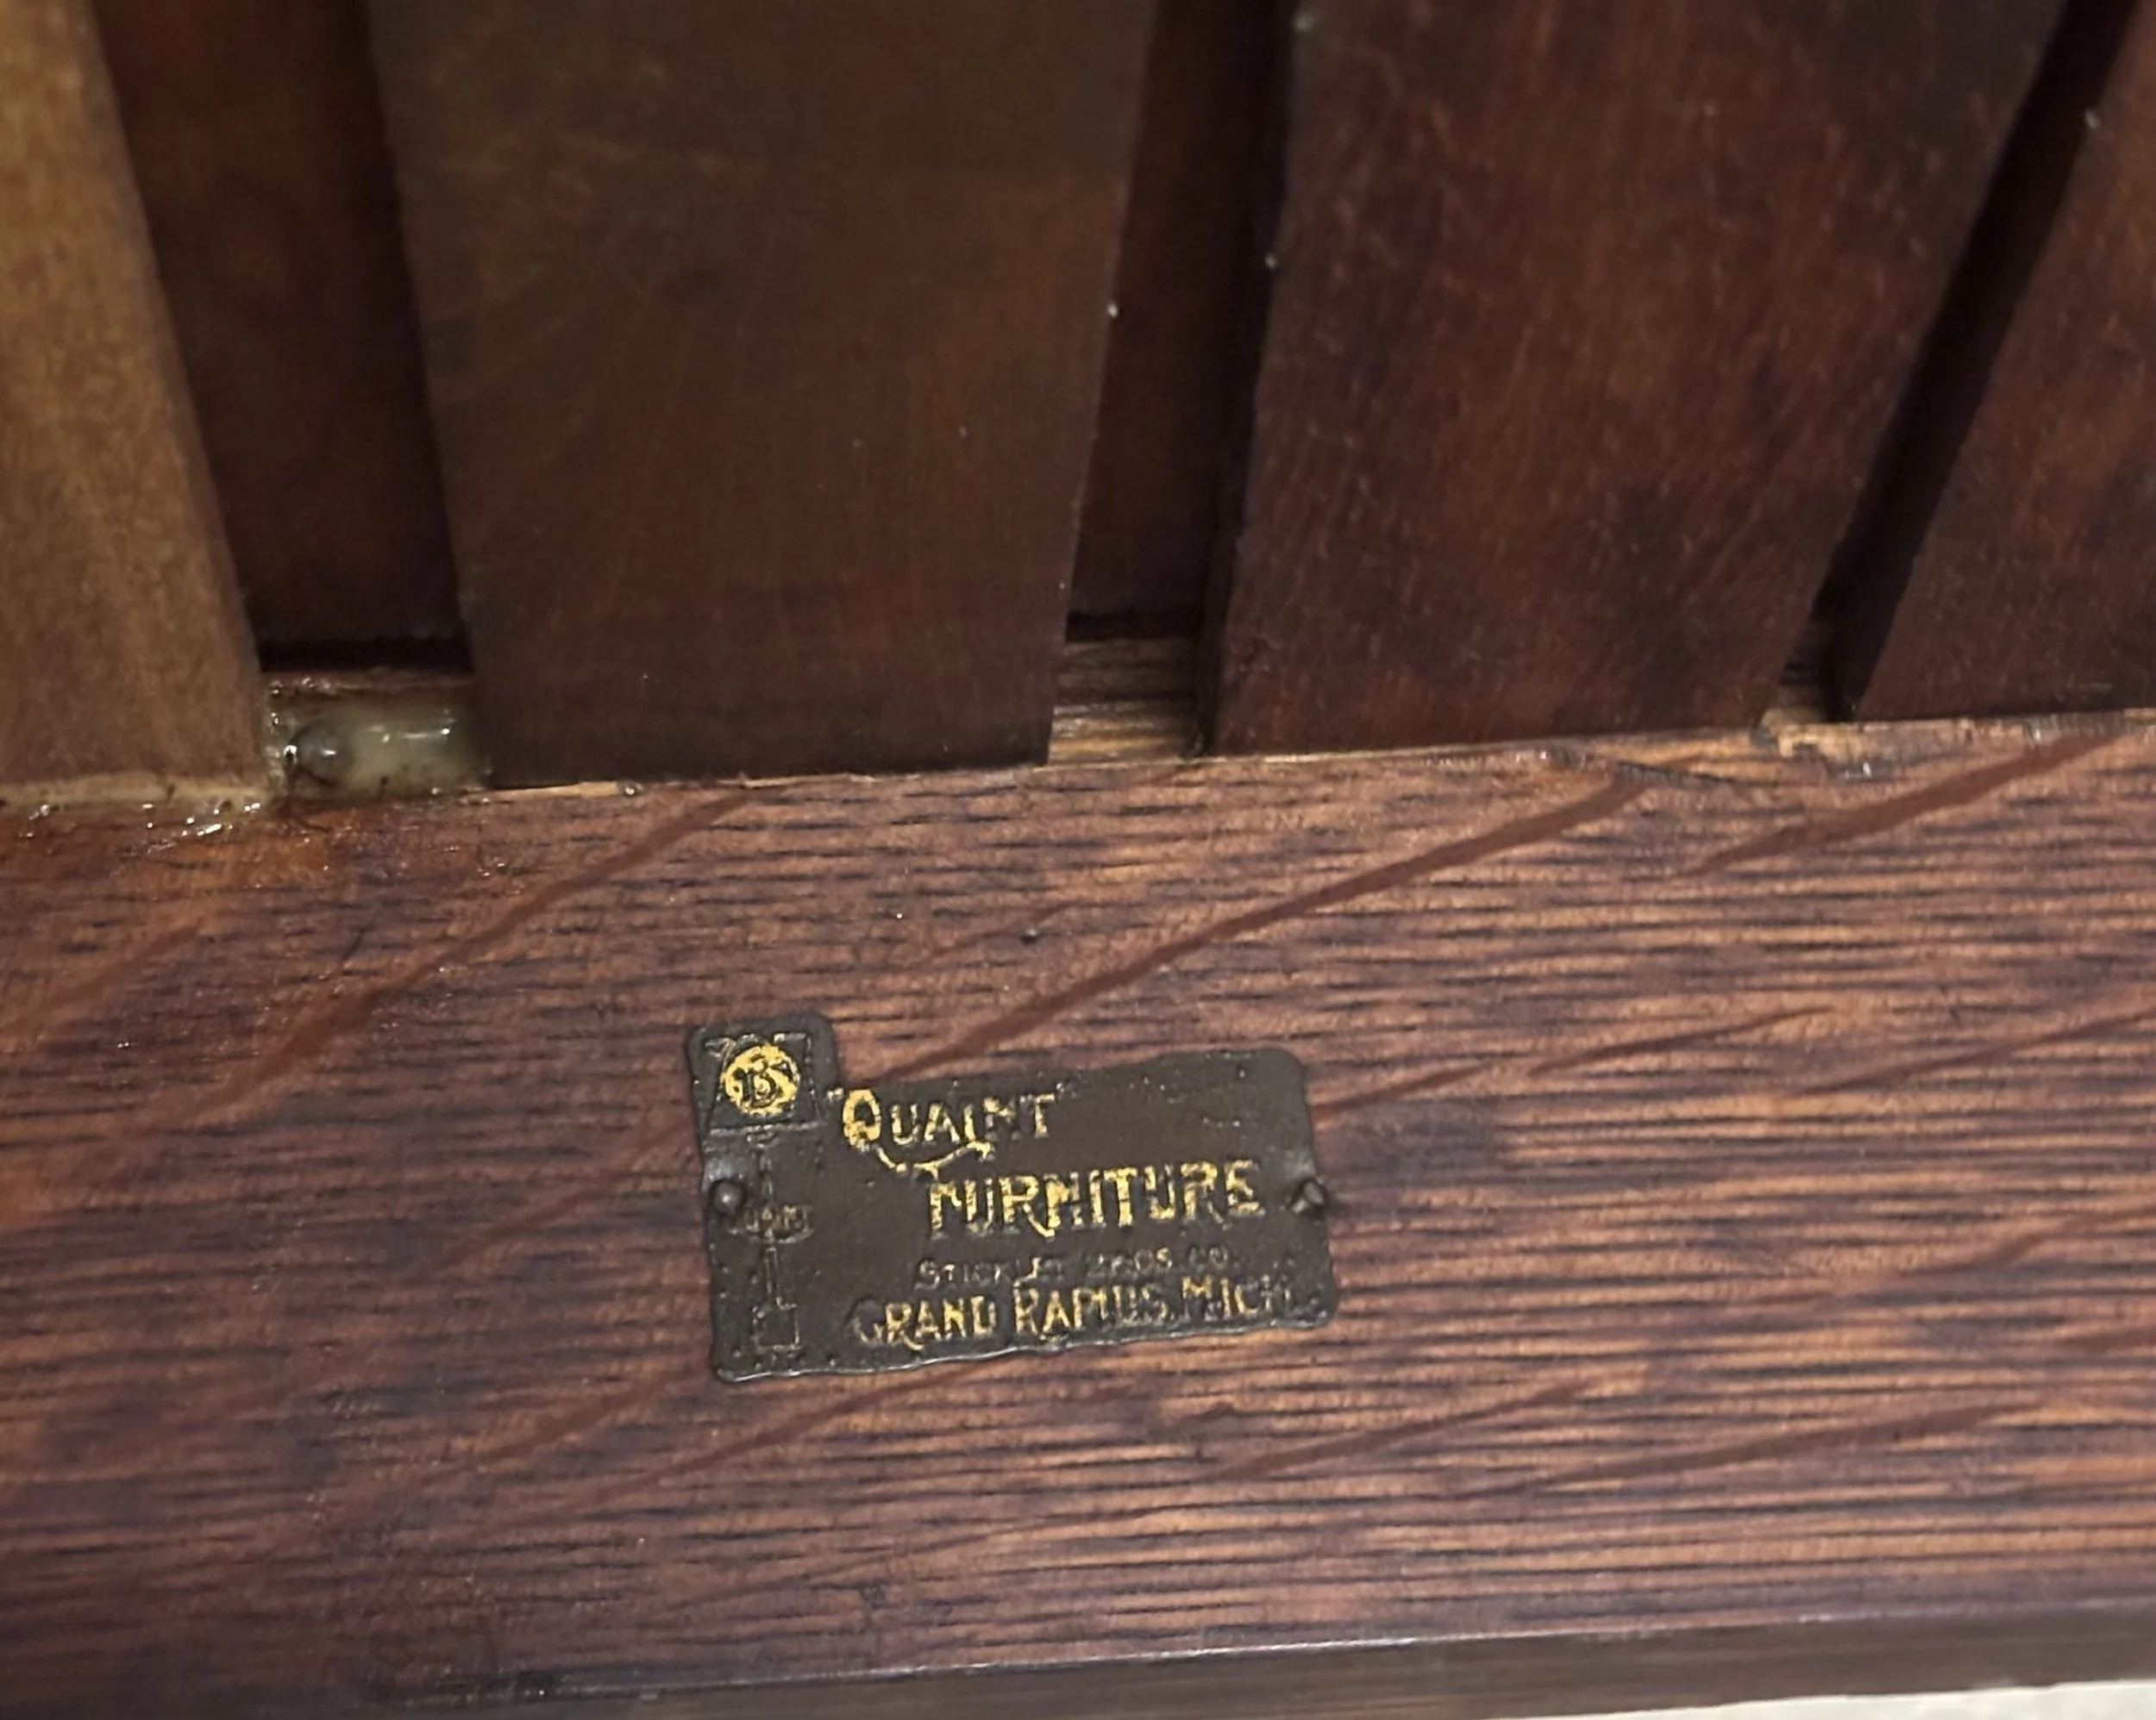 "QUAINT"
FURNITURE
STICKLEY BROS. CO.
GRAND RAPIDS, MICH.